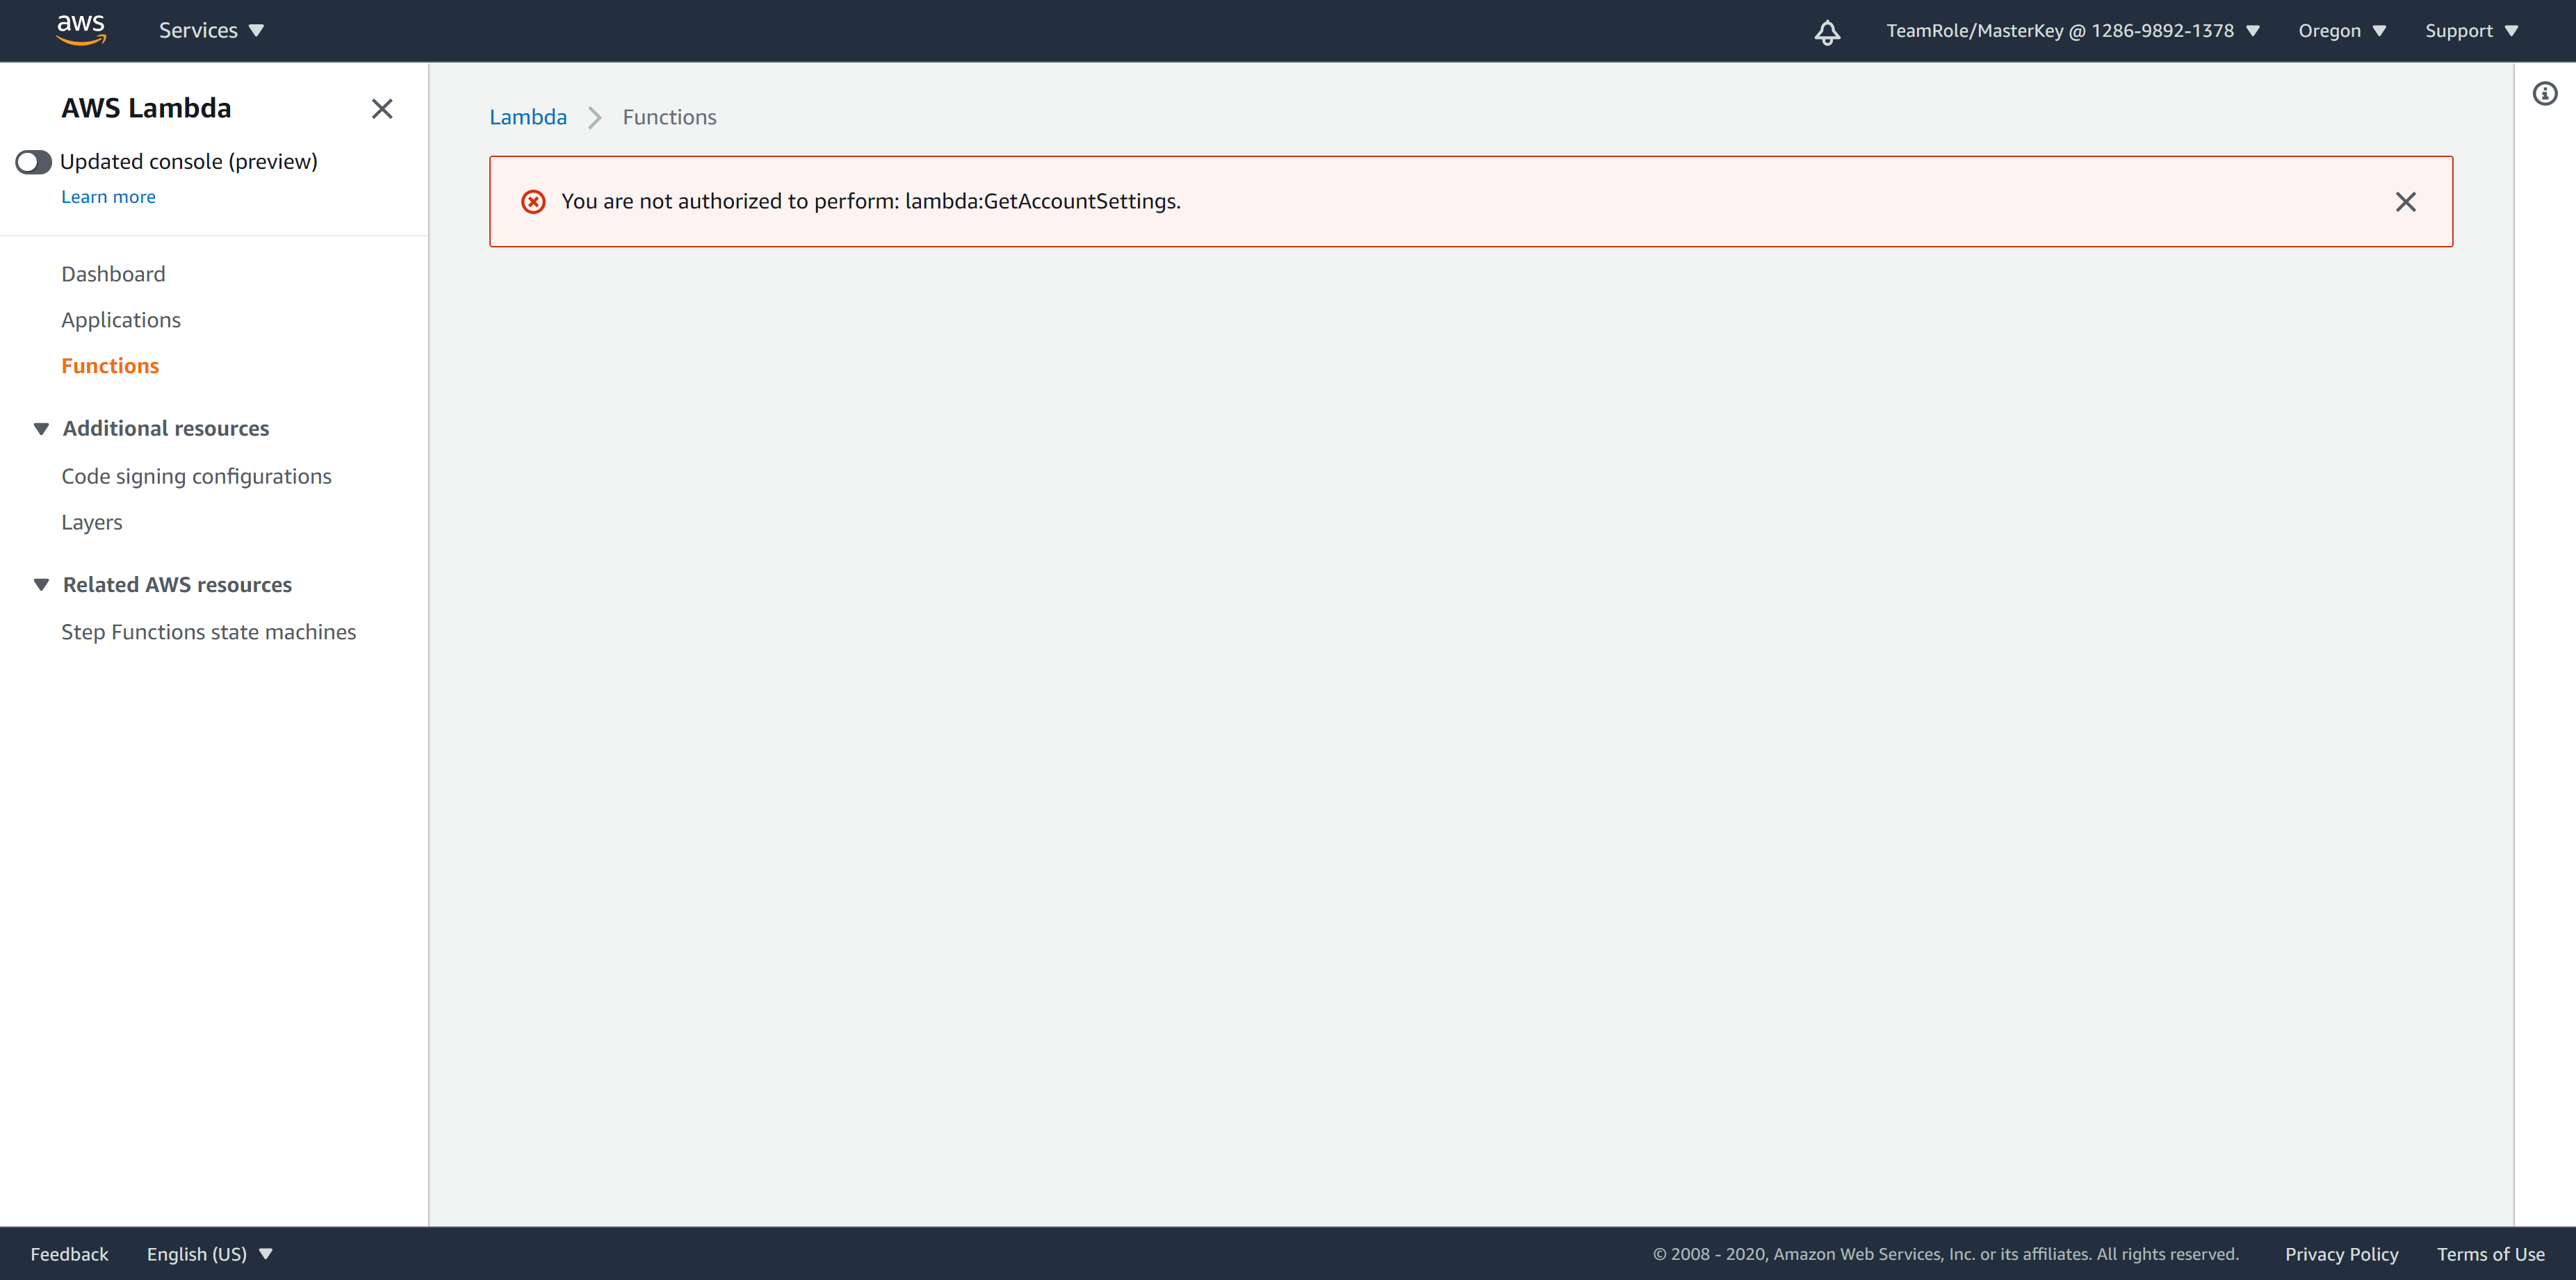 aws
Services
TeamRole/MasterKey @ 1286-9892-1378
Oregon
Support
AWS Lambda
Updated console (preview)
Learn more
Dashboard
Applications
Functions
Additional resources
Code signing configurations
Layers
Related AWS resources
Step Functions state machines
Lambda
Functions
You are not authorized to perform: lambda:GetAccountSettings.
Feedback
English (US)
© 2008 - 2020, Amazon Web Services, Inc. or its affiliates. All rights reserved.
Privacy Policy
Terms of Use